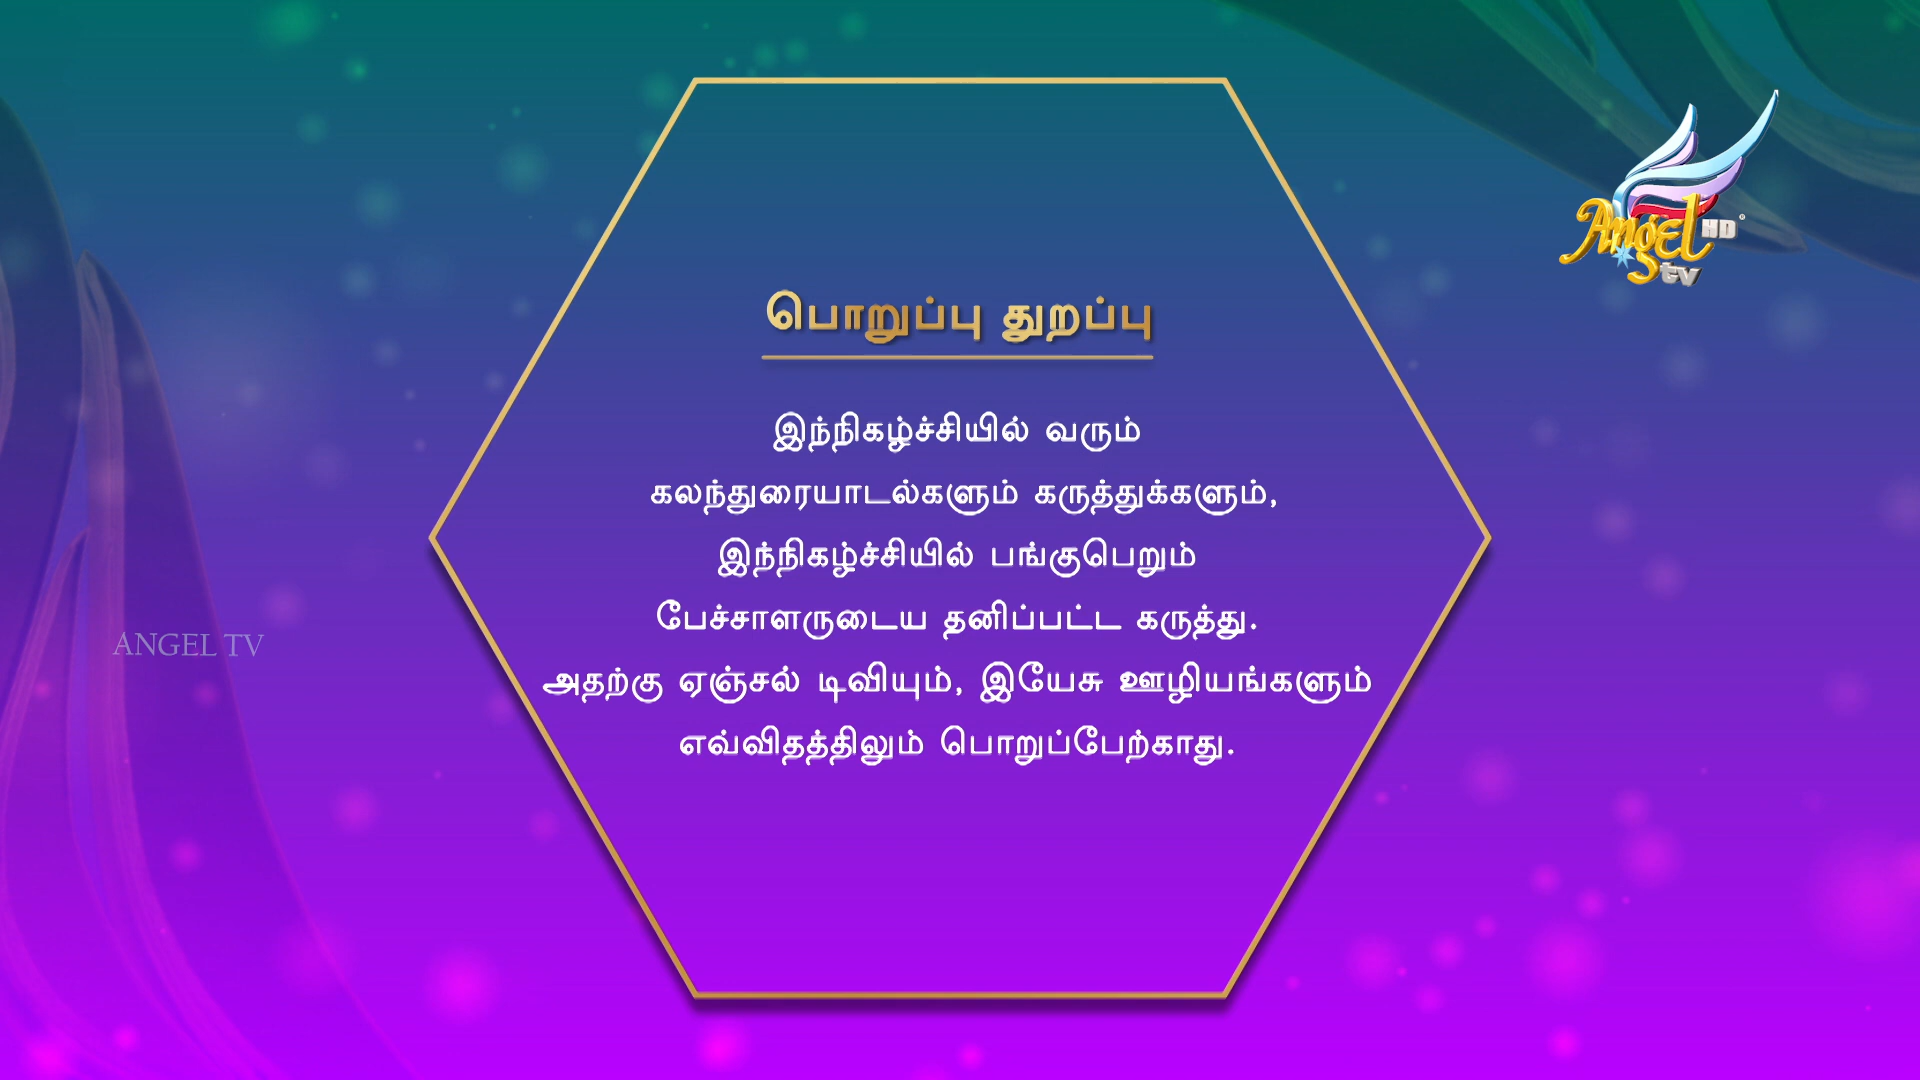 Angel HD
tv
பொறுப்பு துறப்பு
இந்நிகழ்ச்சியில் வரும்
கலந்துரையாடல்களும் கருத்துக்களும்,
இந்நிகழ்ச்சியில் பங்குபெறும்
பேச்சாளருடைய தனிப்பட்ட கருத்து.
அதற்கு ஏஞ்சல் டிவியும், இயேசு ஊழியங்களும்
எவ்விதத்திலும் பொறுப்பேற்காது.
ANGEL TV